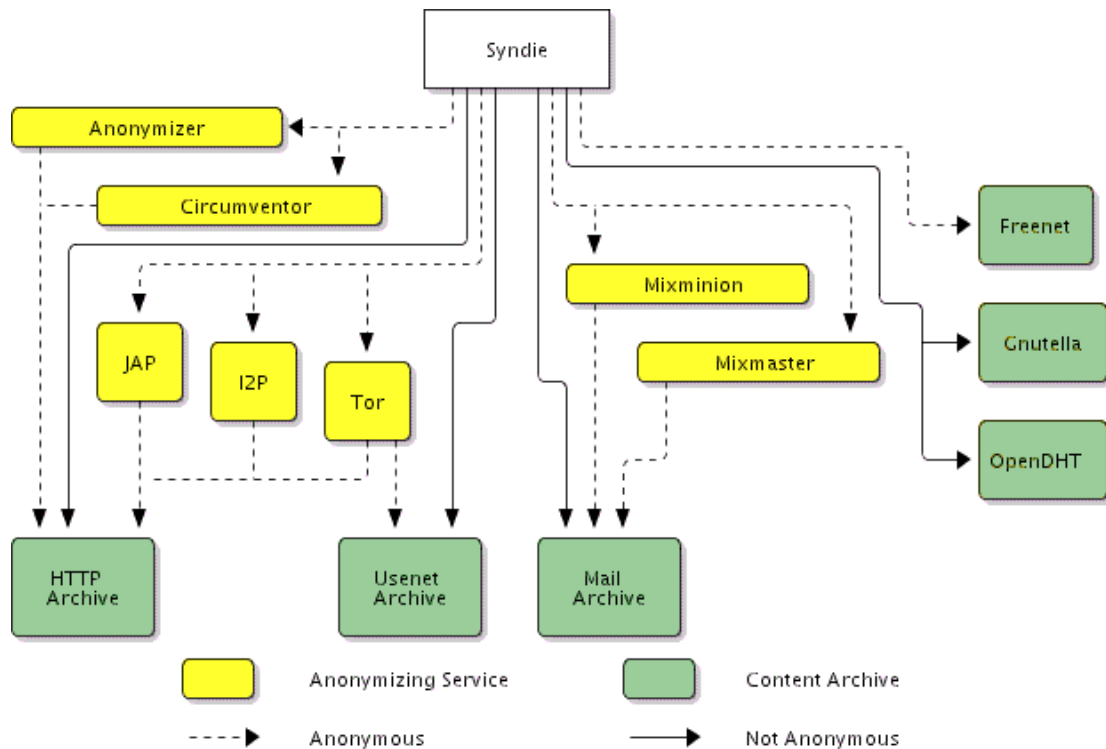 Syndie
Anonymizer
Circumventor
Freenet
Mixminion
JAP
I2P
Tor
Mixmaster
Gnutella
OpenDHT
HTTP
Archive
Usenet
Archive
Mail
Archive
Anonymizing Service
Content Archive
Anonymous
Not Anonymous